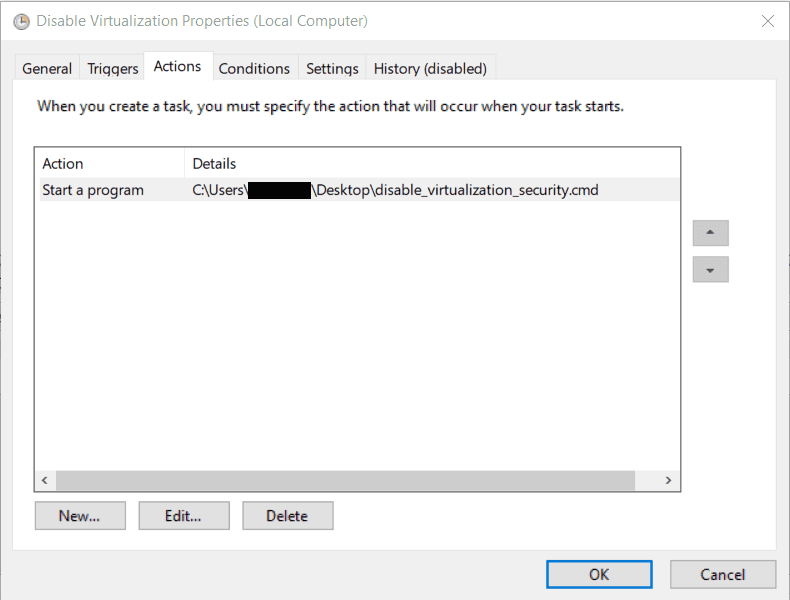 Disable Virtualization Properties (Local Computer)
General Triggers Actions Conditions Settings History (disabled)
When you create a task, you must specify the action that will occur when your task starts.
Action Details
Start a program C:\Users\ \Desktop\disable_virtualization_security.cmd
New... Edit... Delete
OK Cancel